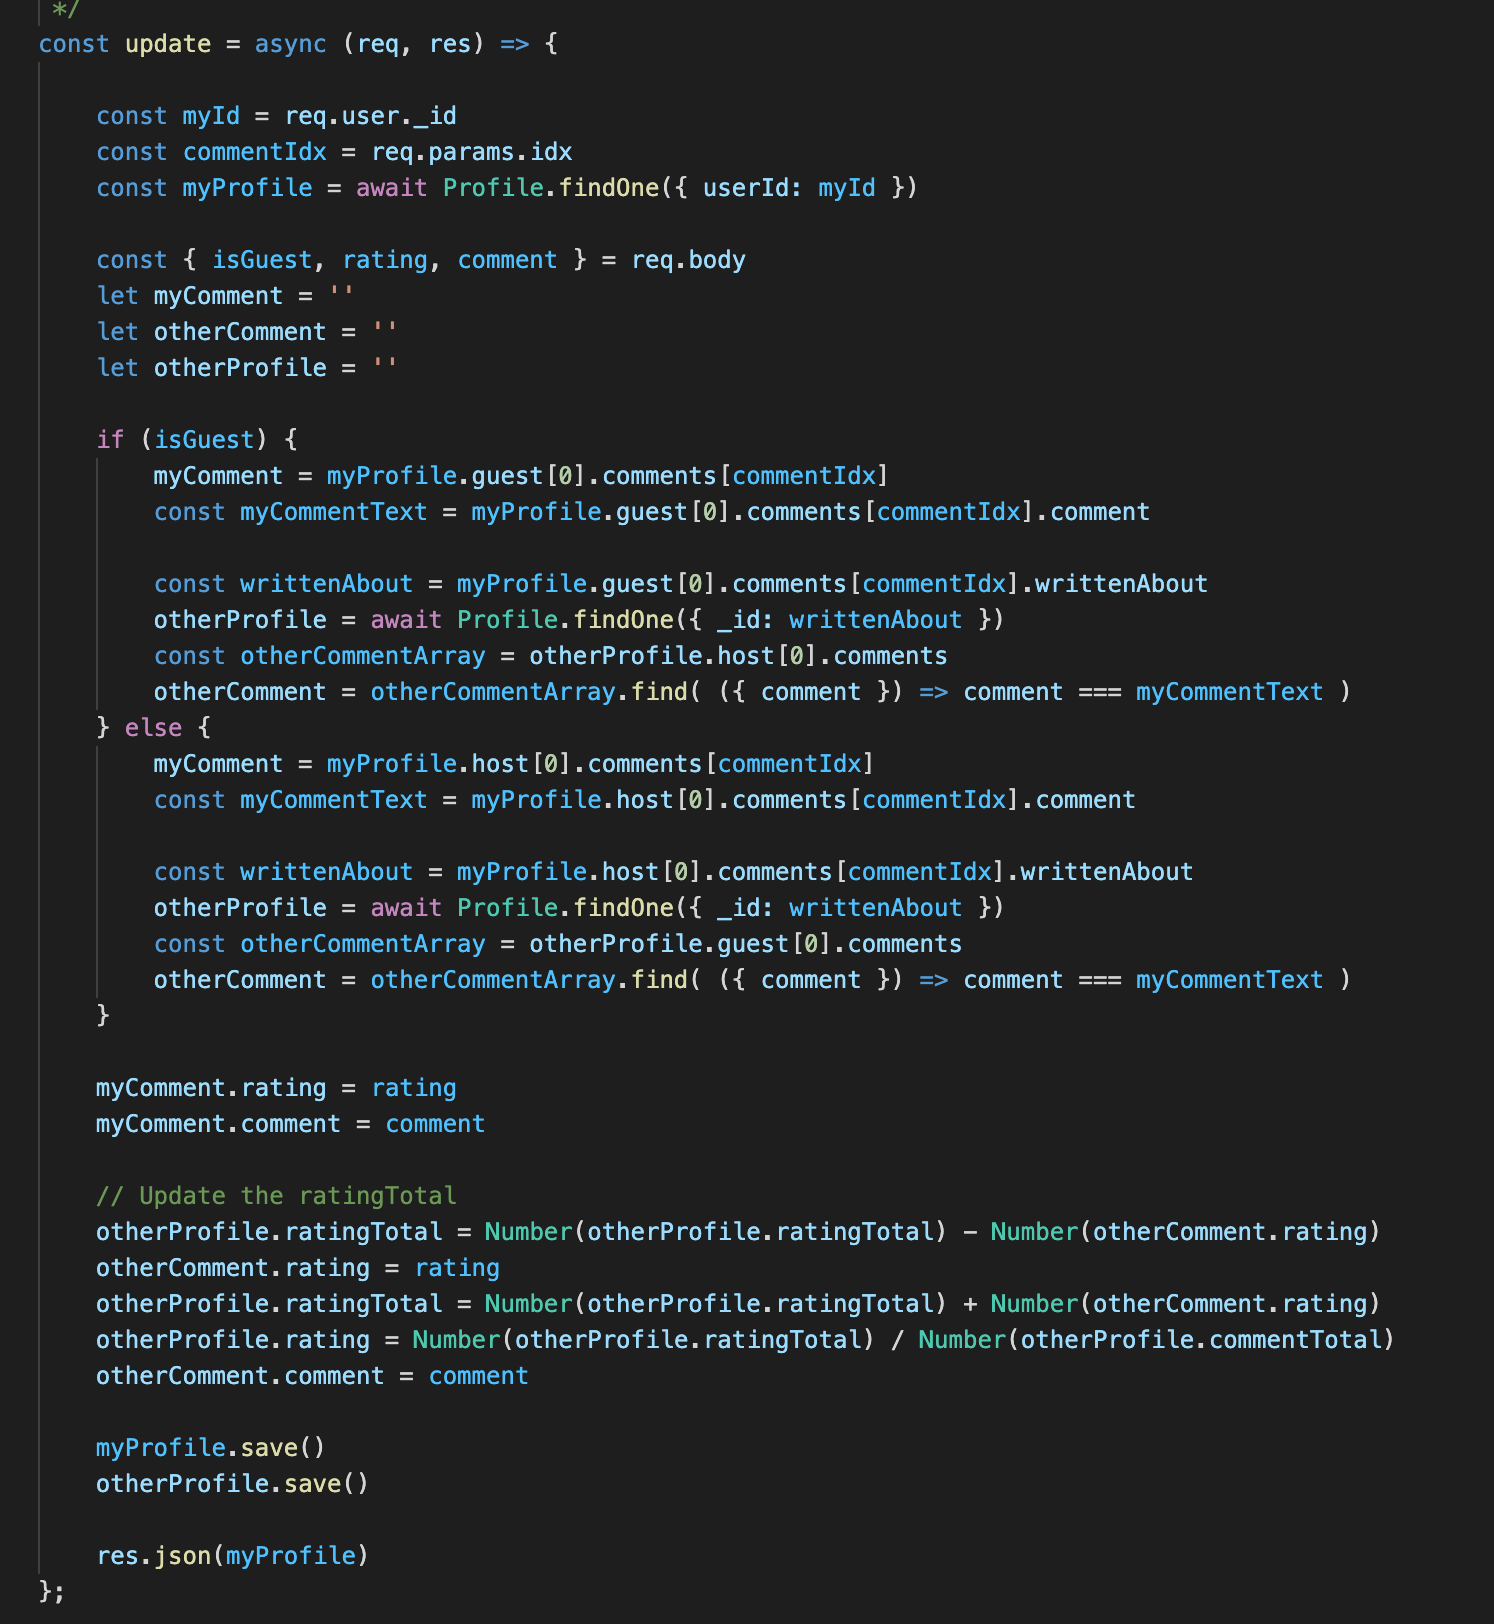 */
const update = async (req, res) => {
const myId = req.user._id
const commentIdx = req.params.idx
const myProfile = await Profile.findOne({ userId: myId })
const { isGuest, rating, comment } = req.body
let myComment = ''
let otherComment = ''
let otherProfile = ''
if (isGuest) {
myComment = myProfile.guest[0].comments[commentIdx]
const myCommentText = myProfile.guest[0].comments[commentIdx].comment
const writtenAbout = myProfile.guest[0].comments[commentIdx].writtenAbout
otherProfile = await Profile.findOne({ _id: writtenAbout })
const otherCommentArray = otherProfile.host[0].comments
otherComment = otherCommentArray.find( ({ comment }) => comment === myCommentText )
} else {
myComment = myProfile.host[0].comments[commentIdx]
const myCommentText = myProfile.host[0].comments[commentIdx].comment
const writtenAbout = myProfile.host[0].comments[commentIdx].writtenAbout
otherProfile = await Profile.findOne({ _id: writtenAbout })
const otherCommentArray = otherProfile.guest[0].comments
otherComment = otherCommentArray.find( ({ comment }) => comment === myCommentText )
}
myComment.rating = rating
myComment.comment = comment
// Update the ratingTotal
otherProfile.ratingTotal = Number(otherProfile.ratingTotal) - Number(otherComment.rating)
otherComment.rating = rating
otherProfile.ratingTotal = Number(otherProfile.ratingTotal) + Number(otherComment.rating)
otherProfile.rating = Number(otherProfile.ratingTotal) / Number(otherProfile.commentTotal)
otherComment.comment = comment
myProfile.save()
otherProfile.save()
res.json(myProfile)
};